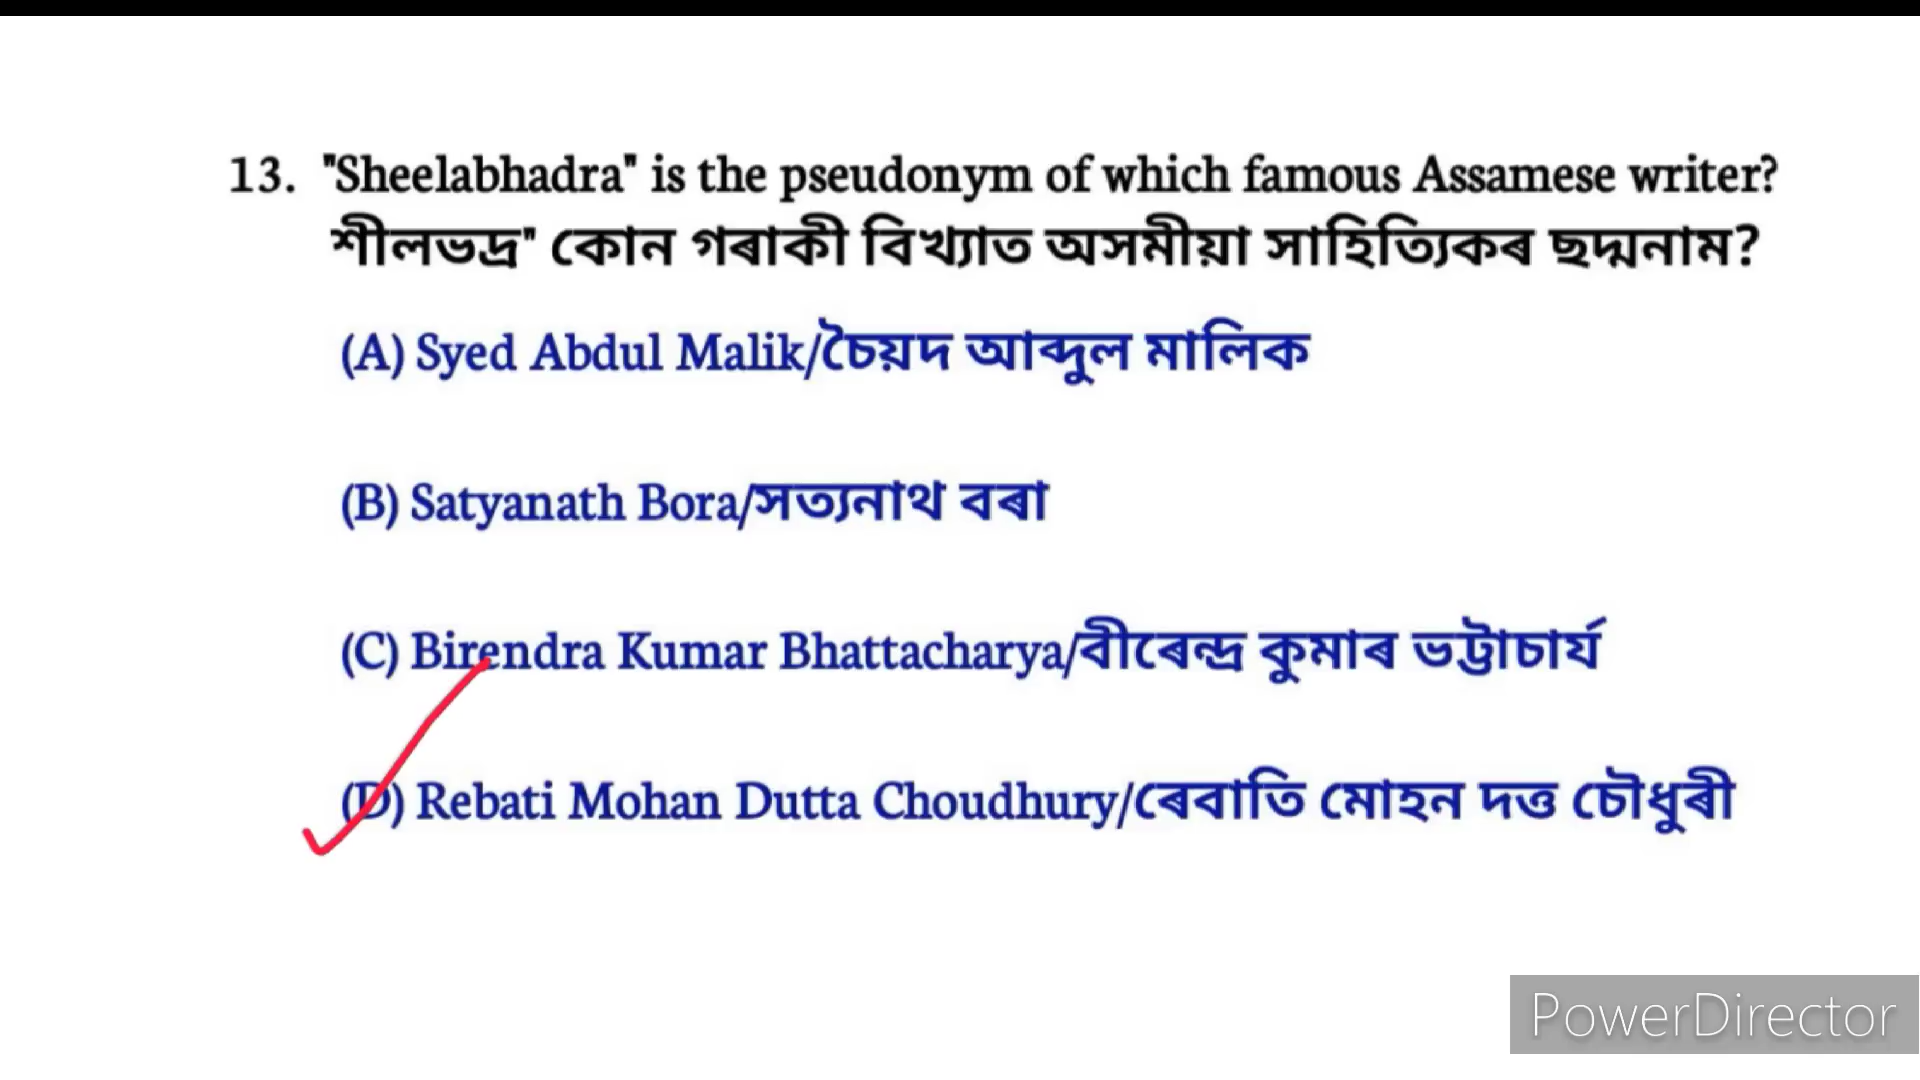 13. "Sheelabhadra" is the pseudonym of which famous Assamese writer?
শীলভদ্ৰ" কোন গৰাকী বিখ্যাত অসমীয়া সাহিত্যিকৰ ছদ্মনাম?
(A) Syed Abdul Malik/চৈয়দ আব্দুল মালিক
(B) Satyanath Bora/সত্যনাথ বৰা
(C) Birendra Kumar Bhattacharya/বীৰেন্দ্ৰ কুমাৰ ভট্টাচাৰ্য
(D) Rebati Mohan Dutta Choudhury/ৰেবাতি মোহন দত্ত চৌধুৰী
PowerDirector